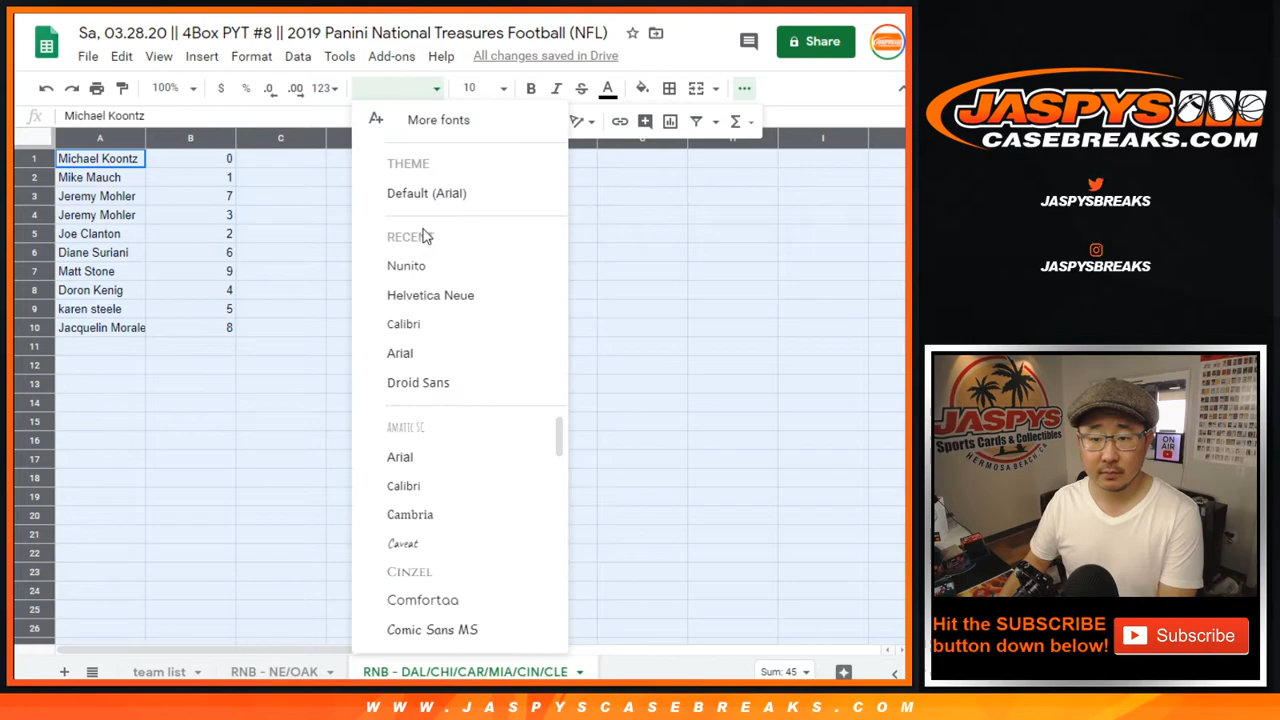 Sa, 03.28.20 || 4Box PYT #8 || 2019 Panini National Treasures Football (NFL)
File Edit View Insert Format Data Tools Add-ons Help All changes saved in Drive
Share
JASPYS
CASEBREAKS.COM
100% $ % .0 .00 123 10 B I S A
fx Michael Koontz
More fonts
A B C H I
1 Michael Koontz 0
2 Mike Mauch 1
3 Jeremy Mohler 7
4 Jeremy Mohler 3
5 Joe Clanton 2
6 Diane Suriani 6
7 Matt Stone 9
8 Doron Kenig 4
9 karen steele 5
10 Jacquelin Morale 8
11
12
13
14
15
16
17
18
19
20
21
22
23
24
25
26
THEME
Default (Arial)
RECENT
Nunito
Helvetica Neue
Calibri
Arial
Droid Sans
AMATIC SC
Arial
Calibri
Cambria
Caveat
CINZEL
Comfortaa
Comic Sans MS
team list RNB - NE/OAK RNB - DAL/CHI/CAR/MIA/CIN/CLE Sum: 45
JASPYSBREAKS
JASPYSBREAKS
JASPYS
Sports Cards & Collectibles
HERMOSA BEACH, CA
ON AIR
Hit the SUBSCRIBE
button down below!
Subscribe
WWW.JASPYSCASEBREAKS.COM